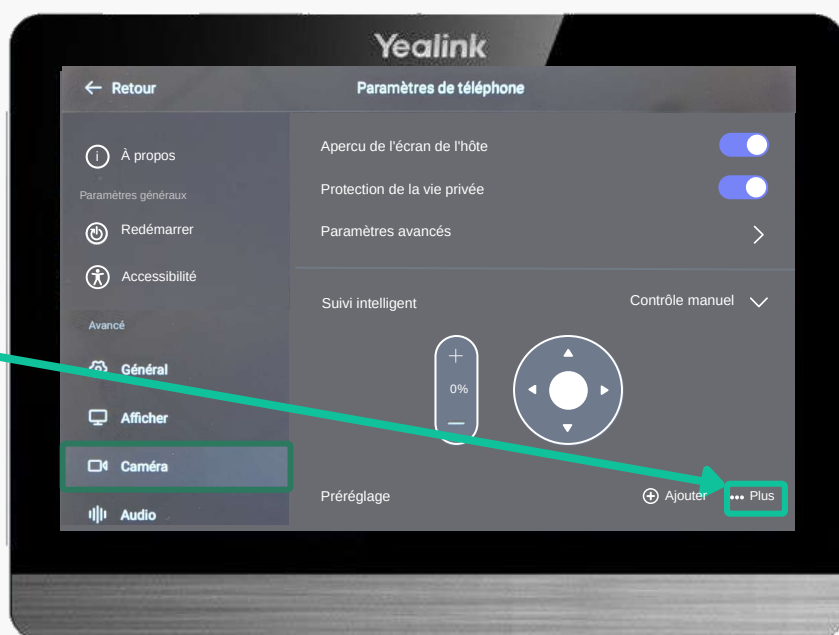 Yealink
Retour
Paramètres de téléphone
À propos
Paramètres généraux
Redémarrer
Accessibilité
Avancé
Général
Afficher
Caméra
Audio
Apercu de l'écran de l'hôte
Protection de la vie privée
Paramètres avancés
Suivi intelligent
Contrôle manuel
0%
Préréglage
Ajouter
Plus